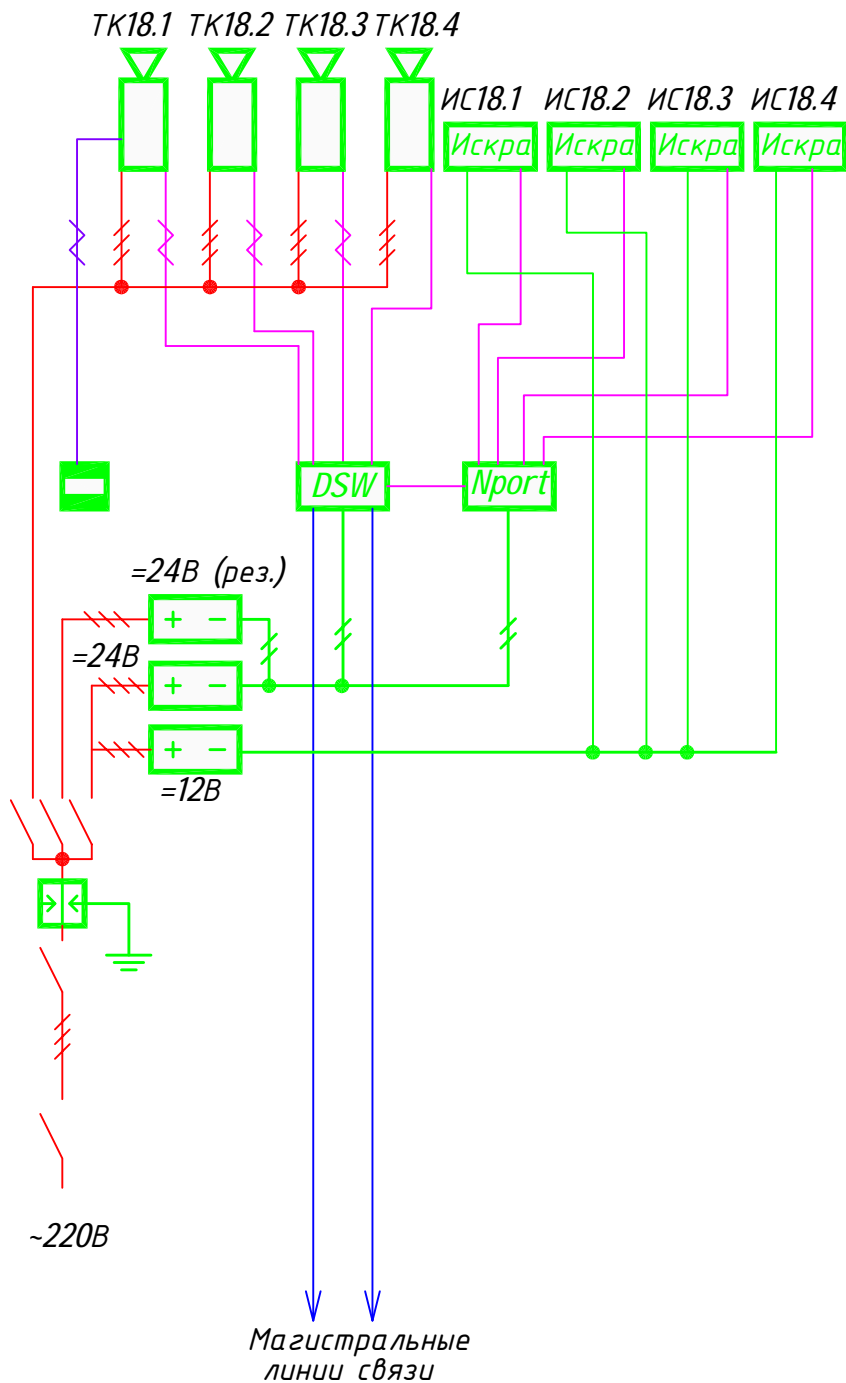 ТК18.1 ТК18.2 ТК18.3 ТК18.4
ИС18.1 ИС18.2 ИС18.3 ИС18.4
Искра Искра Искра Искра
DSW Nport
=24В (рез.)
+ −
=24В
+ −
+ −
=12В
~220В
Магистральные
линии связи